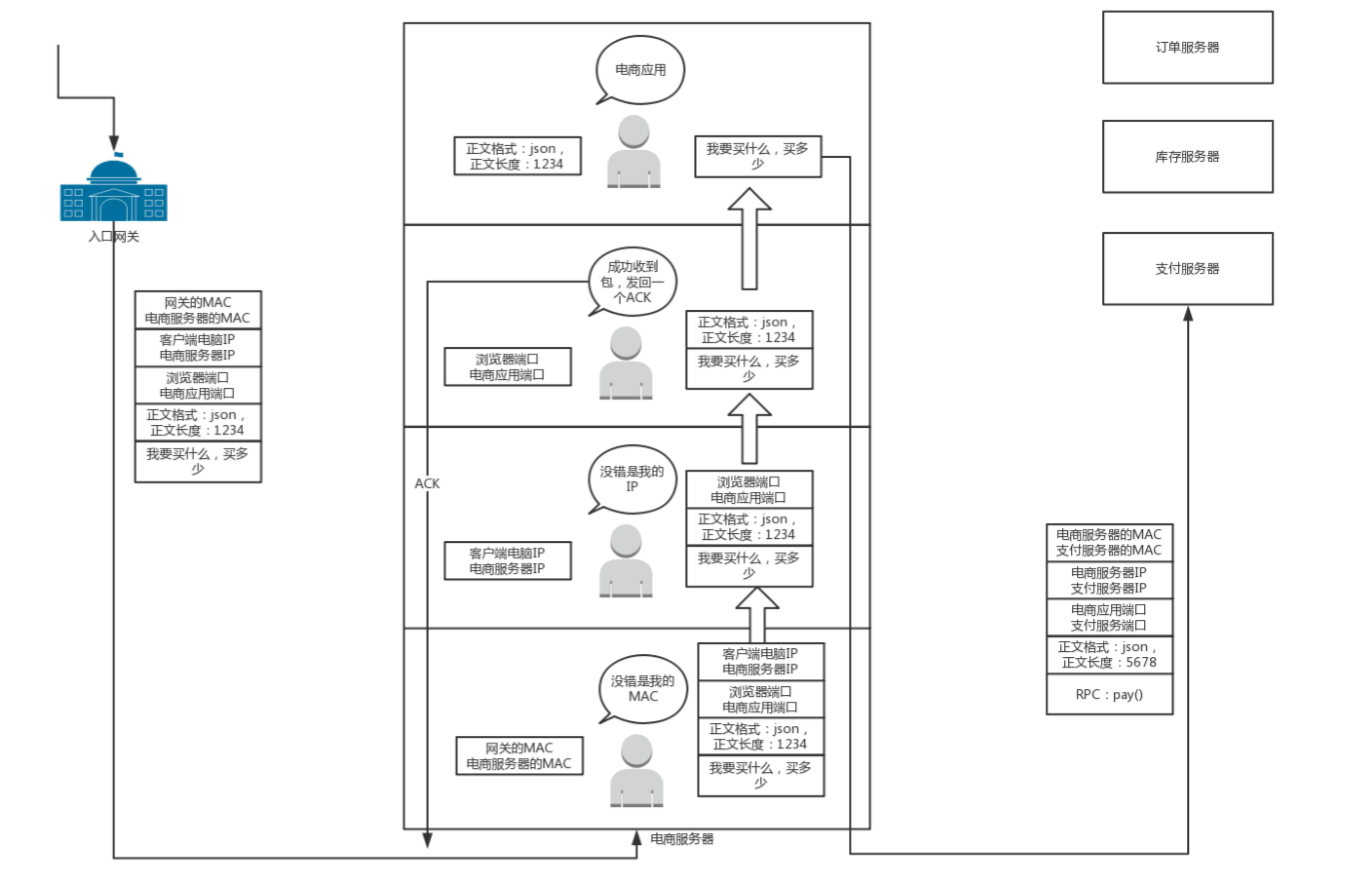 入口网关
网关的MAC
电商服务器的MAC
客户端电脑IP
电商服务器IP
浏览器端口
电商应用端口
正文格式：json，
正文长度：1234
我要买什么，买多
少
电商应用
正文格式：json，
正文长度：1234
我要买什么，买多
少
成功收到
包，发回一
个ACK
浏览器端口
电商应用端口
正文格式：json，
正文长度：1234
我要买什么，买多
少
ACK
没错是我的
IP
客户端电脑IP
电商服务器IP
浏览器端口
电商应用端口
正文格式：json，
正文长度：1234
我要买什么，买多
少
没错是我的
MAC
网关的MAC
电商服务器的MAC
客户端电脑IP
电商服务器IP
浏览器端口
电商应用端口
正文格式：json，
正文长度：1234
我要买什么，买多
少
电商服务器
订单服务器
库存服务器
支付服务器
电商服务器的MAC
支付服务器的MAC
电商服务器IP
支付服务器IP
电商应用端口
支付服务端口
正文格式：json，
正文长度：5678
RPC：pay()